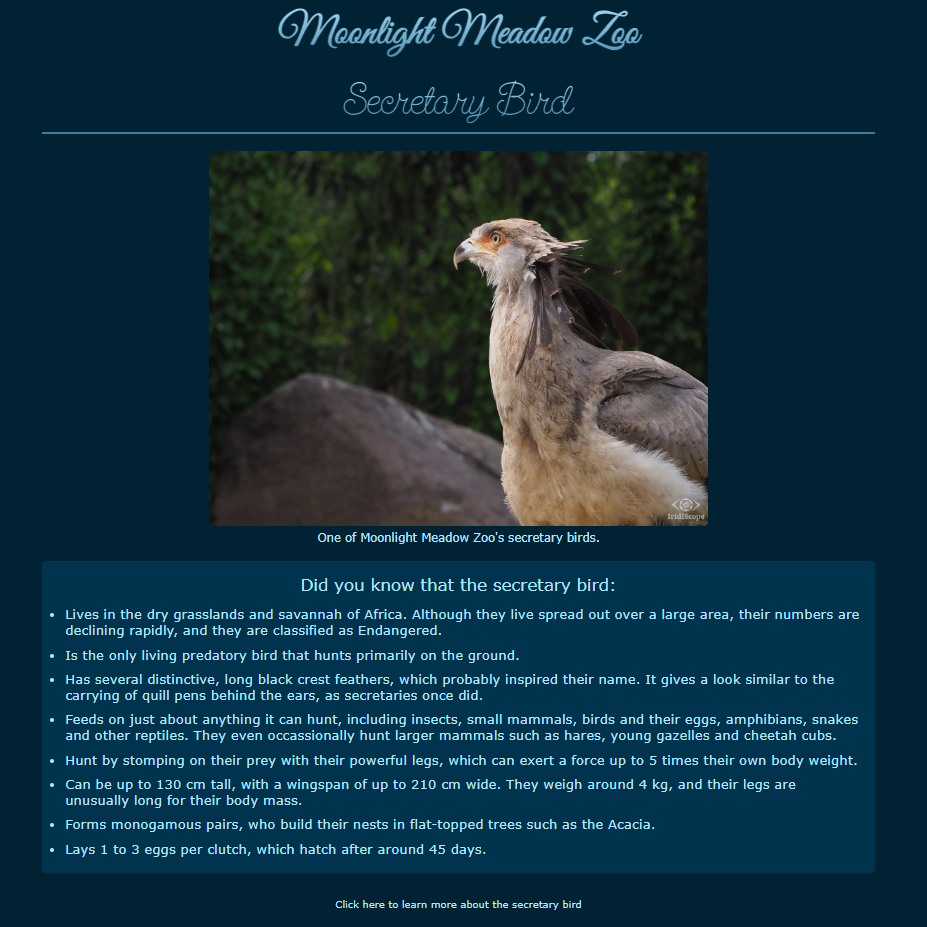 Moonlight Meadow Zoo
Secretary Bird
IridiScope
One of Moonlight Meadow Zoo's secretary birds.
Did you know that the secretary bird:
• Lives in the dry grasslands and savannah of Africa. Although they live spread out over a large area, their numbers are
declining rapidly, and they are classified as Endangered.
• Is the only living predatory bird that hunts primarily on the ground.
• Has several distinctive, long black crest feathers, which probably inspired their name. It gives a look similar to the
carrying of quill pens behind the ears, as secretaries once did.
• Feeds on just about anything it can hunt, including insects, small mammals, birds and their eggs, amphibians, snakes
and other reptiles. They even occassionally hunt larger mammals such as hares, young gazelles and cheetah cubs.
• Hunt by stomping on their prey with their powerful legs, which can exert a force up to 5 times their own body weight.
• Can be up to 130 cm tall, with a wingspan of up to 210 cm wide. They weigh around 4 kg, and their legs are
unusually long for their body mass.
• Forms monogamous pairs, who build their nests in flat-topped trees such as the Acacia.
• Lays 1 to 3 eggs per clutch, which hatch after around 45 days.
Click here to learn more about the secretary bird